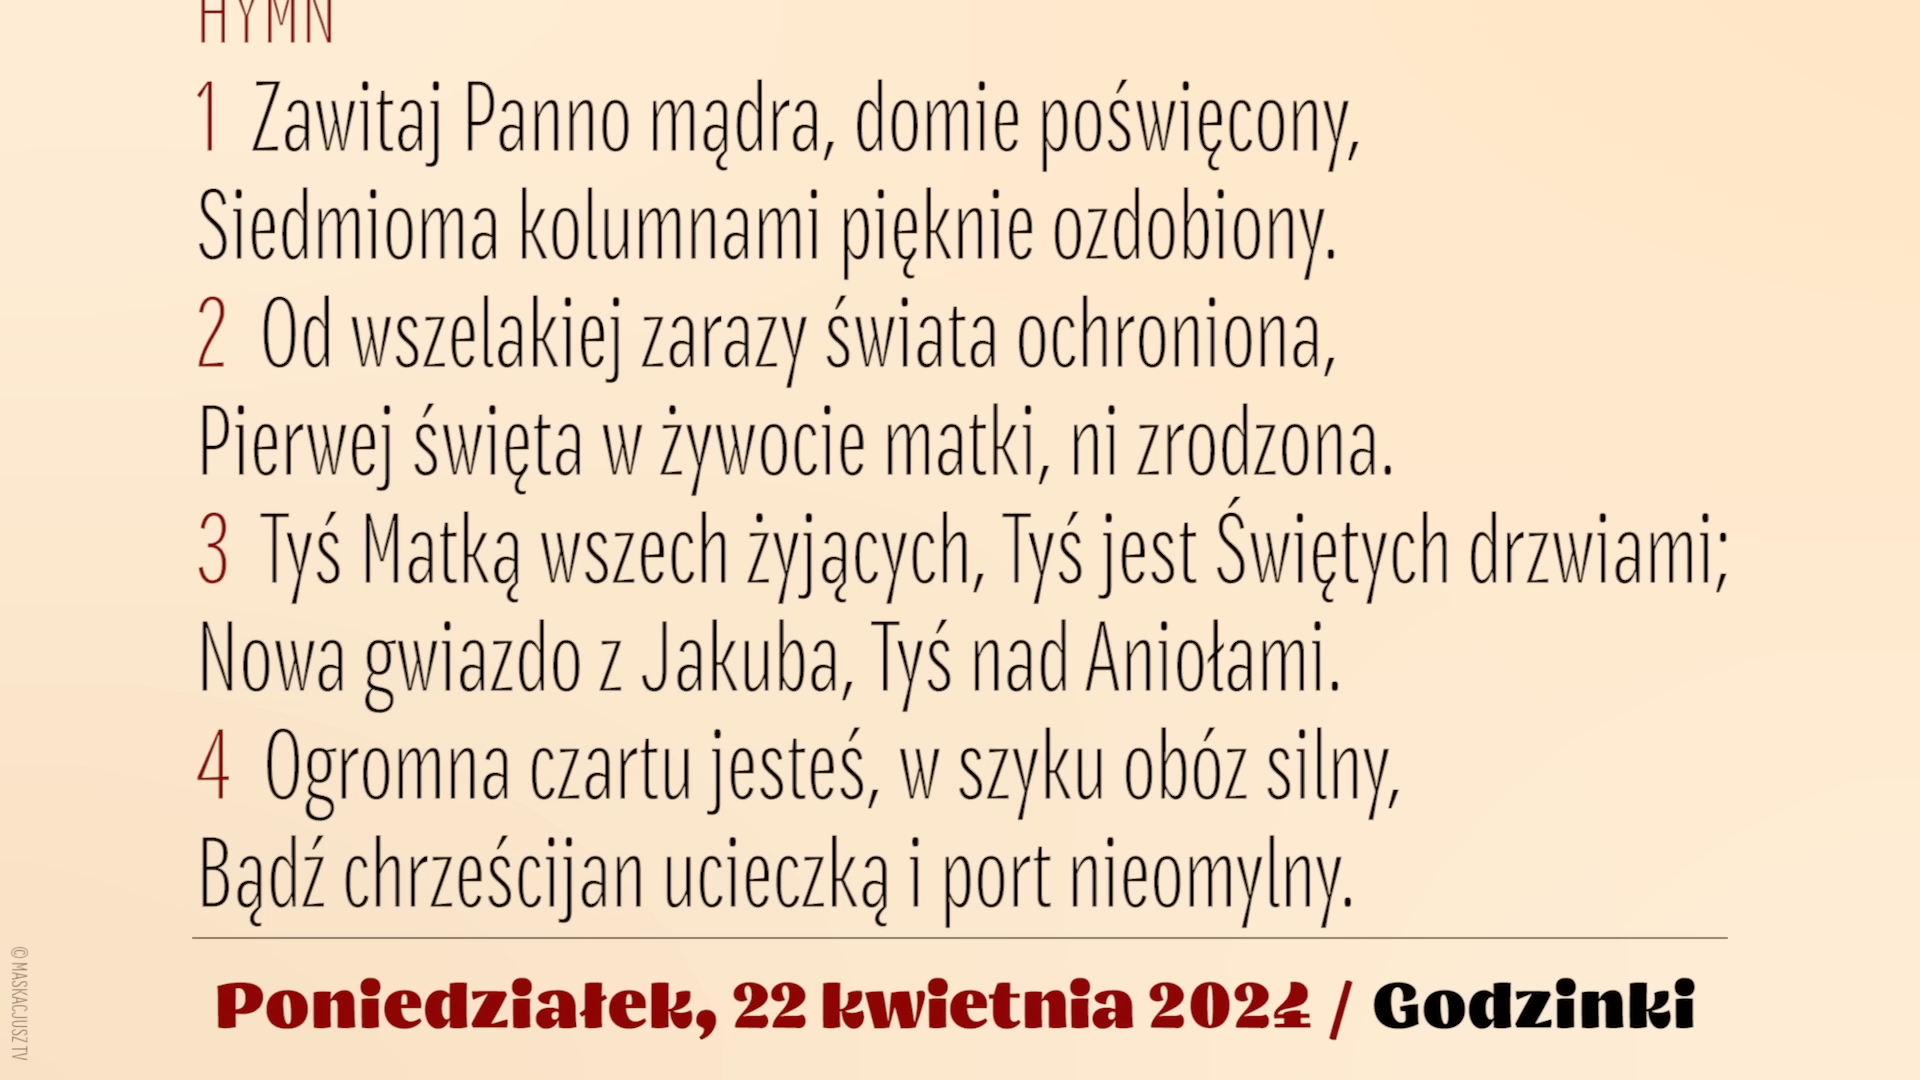 HYMN
1 Zawitaj Panno mądra, domie poświęcony,
Siedmioma kolumnami pięknie ozdobiony.
2 Od wszelakiej zarazy świata ochroniona,
Pierwej święta w żywocie matki, ni zrodzona.
3 Tyś Matką wszech żyjących, Tyś jest Świętych drzwiami;
Nowa gwiazdo z Jakuba, Tyś nad Aniołami.
4 Ogromna czartu jesteś, w szyku obóz silny,
Bądź chrześcijan ucieczką i port nieomylny.
Poniedziałek, 22 kwietnia 2024 / Godzinki
© MASKACJUSZ TV